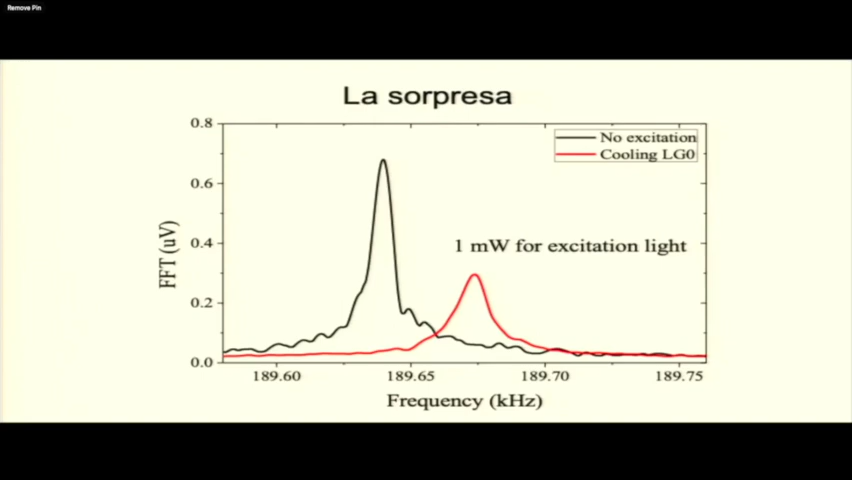 Remove Pin
La sorpresa
0.8
No excitation
Cooling LG0
0.6
1 mW for excitation light
0.4
FFT (uV)
0.2
0.0
189.60 189.65 189.70 189.75
Frequency (kHz)